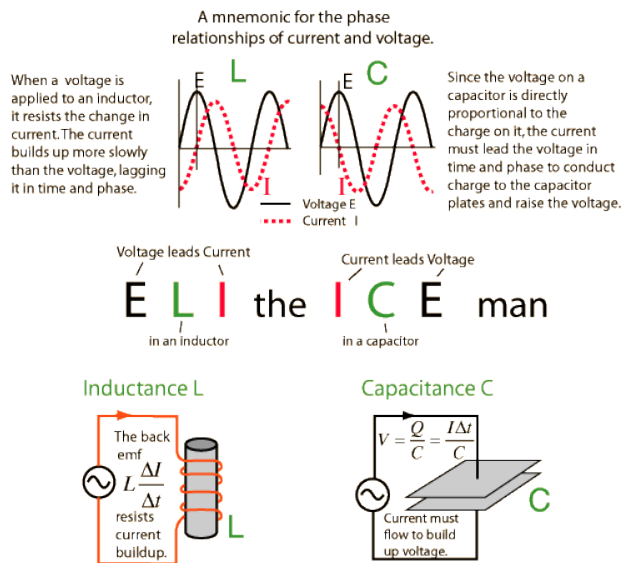 A mnemonic for the phase
relationships of current and voltage.
When a voltage is
applied to an inductor,
it resists the change in
current. The current
builds up more slowly
than the voltage, lagging
it in time and phase.
E
L
I
E
C
I
Voltage E
Current I
Since the voltage on a
capacitor is directly
proportional to the
charge on it, the current
must lead the voltage in
time and phase to conduct
charge to the capacitor
plates and raise the voltage.
Voltage leads Current
Current leads Voltage
E L I the I C E man
in an inductor
in a capacitor
Inductance L
The back
emf
L ΔI/Δt
resists
current
buildup.
L
Capacitance C
V = Q/C = IΔt/C
C
Current must
flow to build
up voltage.